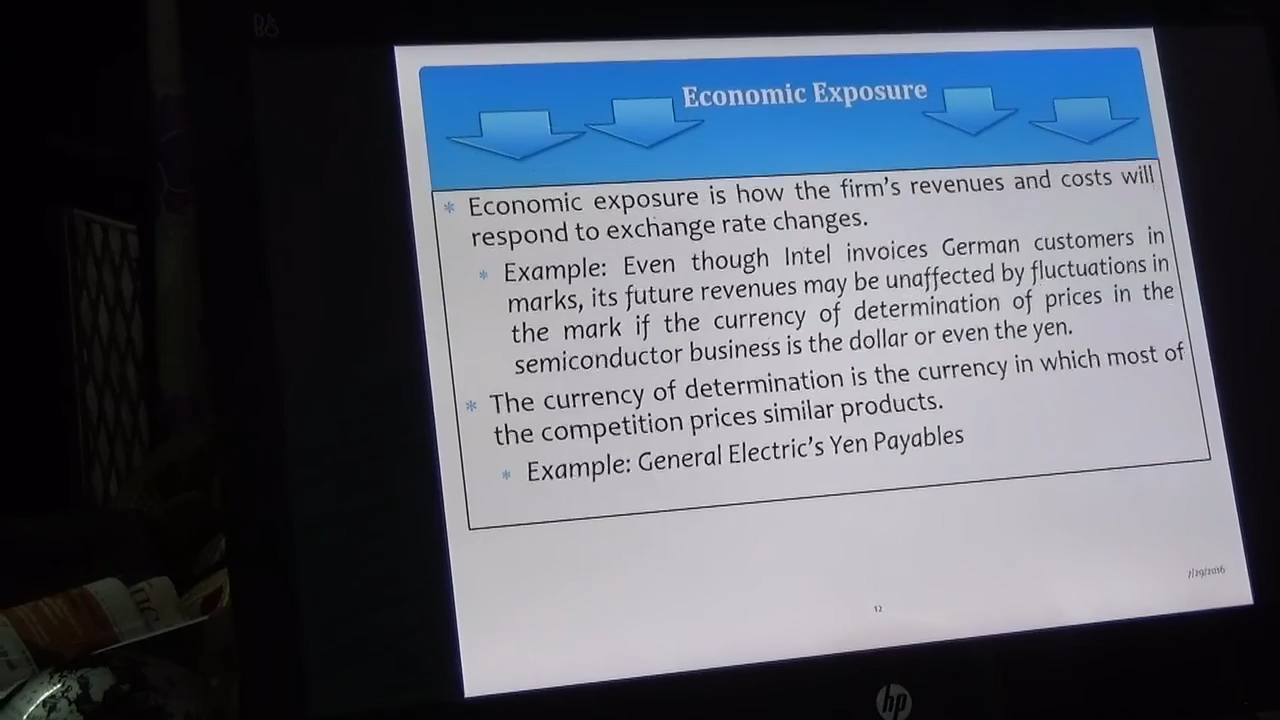 Economic Exposure
* Economic exposure is how the firm's revenues and costs will
respond to exchange rate changes.
* Example: Even though Intel invoices German customers in
marks, its future revenues may be unaffected by fluctuations in
the mark if the currency of determination of prices in the
semiconductor business is the dollar or even the yen.
* The currency of determination is the currency in which most of
the competition prices similar products.
* Example: General Electric's Yen Payables
7/29/2016
12
hp